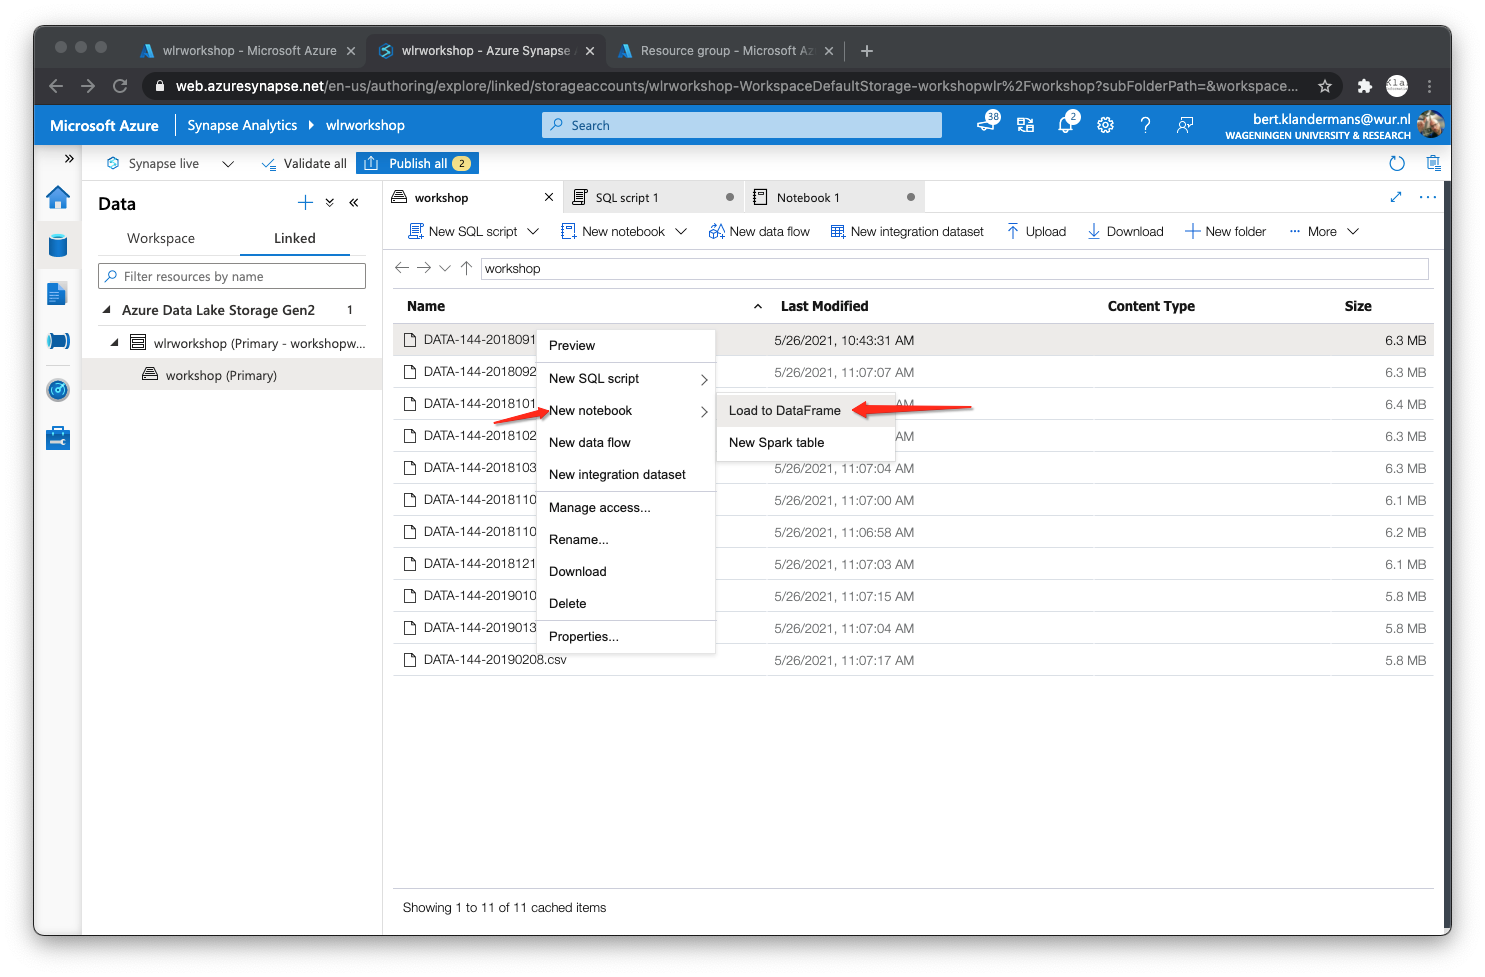 wlrworkshop - Microsoft Azure
wlrworkshop - Azure Synapse
Resource group - Microsoft Az
web.azuresynapse.net/en-us/authoring/explore/linked/storageaccounts/wlrworkshop-WorkspaceDefaultStorage-workshopwlr%2Fworkshop?subFolderPath=&workspace...
Microsoft Azure
Synapse Analytics
wlrworkshop
Search
38
2
bert.klandermans@wur.nl
WAGENINGEN UNIVERSITY & RESEARCH
Synapse live
Validate all
Publish all 2
Data
Workspace
Linked
Filter resources by name
Azure Data Lake Storage Gen2 1
wlrworkshop (Primary - workshopw...
workshop (Primary)
workshop
SQL script 1
Notebook 1
New SQL script
New notebook
New data flow
New integration dataset
Upload
Download
New folder
More
workshop
Name Last Modified Content Type Size
DATA-144-2018091 5/26/2021, 10:43:31 AM 6.3 MB
DATA-144-201809 5/26/2021, 11:07:07 AM 6.3 MB
DATA-144-201810 AM 6.4 MB
DATA-144-201810 AM 6.3 MB
DATA-144-201810 5/26/2021, 11:07:04 AM 6.3 MB
DATA-144-201811 5/26/2021, 11:07:00 AM 6.1 MB
DATA-144-201811 5/26/2021, 11:06:58 AM 6.2 MB
DATA-144-201812 5/26/2021, 11:07:03 AM 6.1 MB
DATA-144-201901 5/26/2021, 11:07:15 AM 5.8 MB
DATA-144-201901 5/26/2021, 11:07:04 AM 5.8 MB
DATA-144-20190208.csv 5/26/2021, 11:07:17 AM 5.8 MB
Preview
New SQL script
New notebook
New data flow
New integration dataset
Manage access...
Rename...
Download
Delete
Properties...
Load to DataFrame
New Spark table
Showing 1 to 11 of 11 cached items